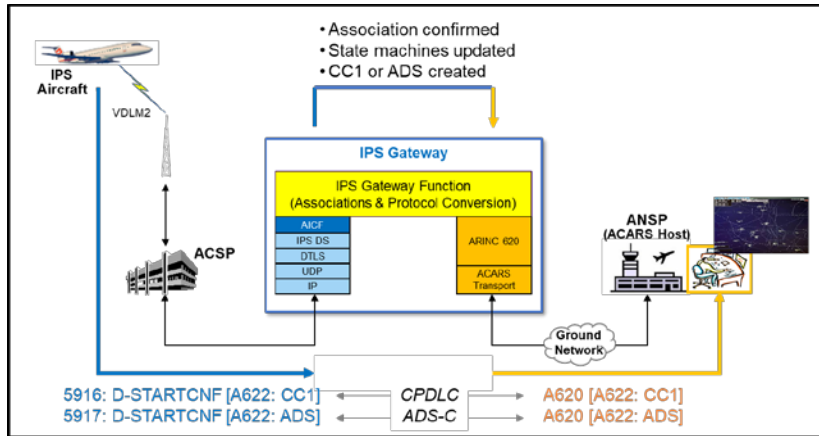 • Association confirmed
• State machines updated
• CC1 or ADS created
IPS
Aircraft
VDLM2
IPS Gateway
IPS Gateway Function
(Associations & Protocol Conversion)
AICF
IPS DS
DTLS
UDP
IP
ARINC 620
ACARS
Transport
ACSP
ANSP
(ACARS Host)
Ground
Network
5916: D-STARTCNF [A622: CC1]
CPDLC
A620 [A622: CC1]
5917: D-STARTCNF [A622: ADS]
ADS-C
A620 [A622: ADS]